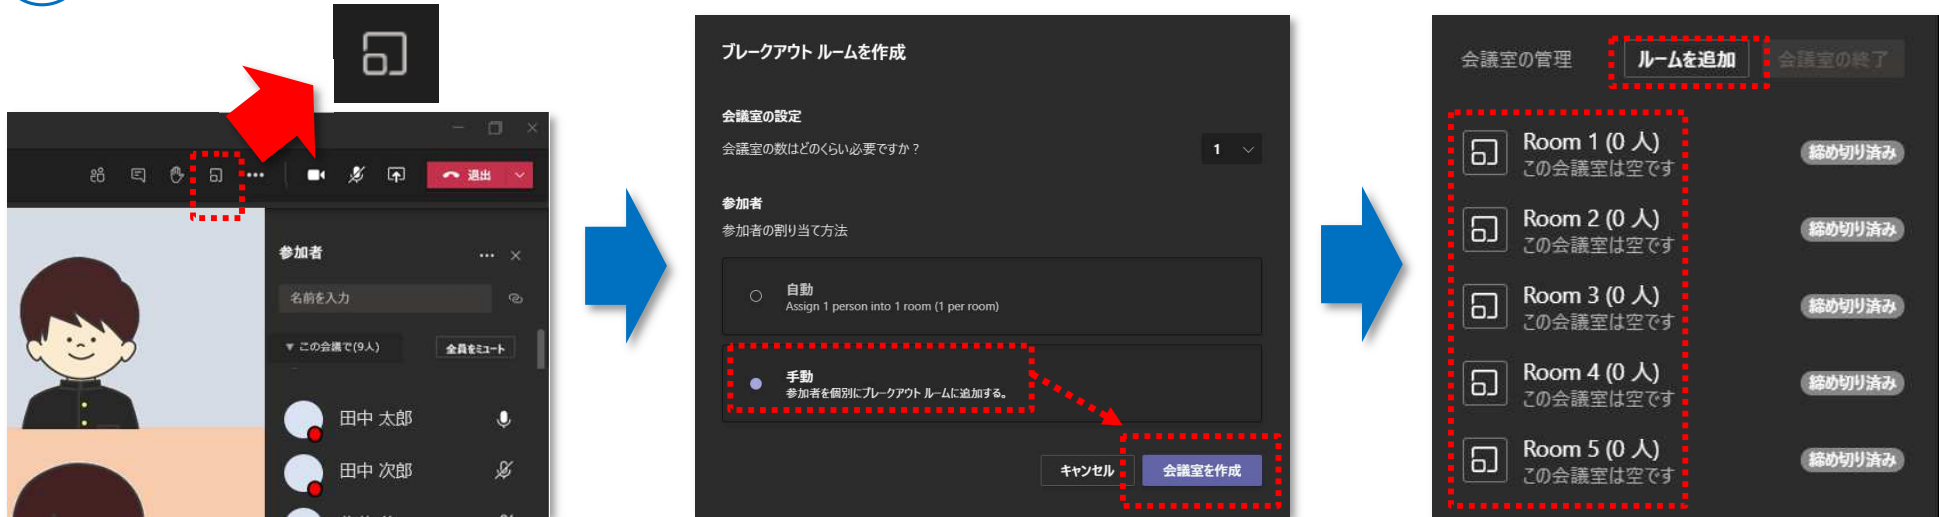 退出
参加者
名前を入力
この会議で(9人)
全員をミュート
田中 太郎
田中 次郎
ブレークアウト ルームを作成
会議室の設定
会議室の数はどのくらい必要ですか？
1
参加者
参加者の割り当て方法
自動
Assign 1 person into 1 room (1 per room)
手動
参加者を個別にブレークアウト ルームに追加する。
キャンセル
会議室を作成
会議室の管理
ルームを追加
会議室の終了
Room 1 (0 人)
この会議室は空です
締め切り済み
Room 2 (0 人)
この会議室は空です
締め切り済み
Room 3 (0 人)
この会議室は空です
締め切り済み
Room 4 (0 人)
この会議室は空です
締め切り済み
Room 5 (0 人)
この会議室は空です
締め切り済み